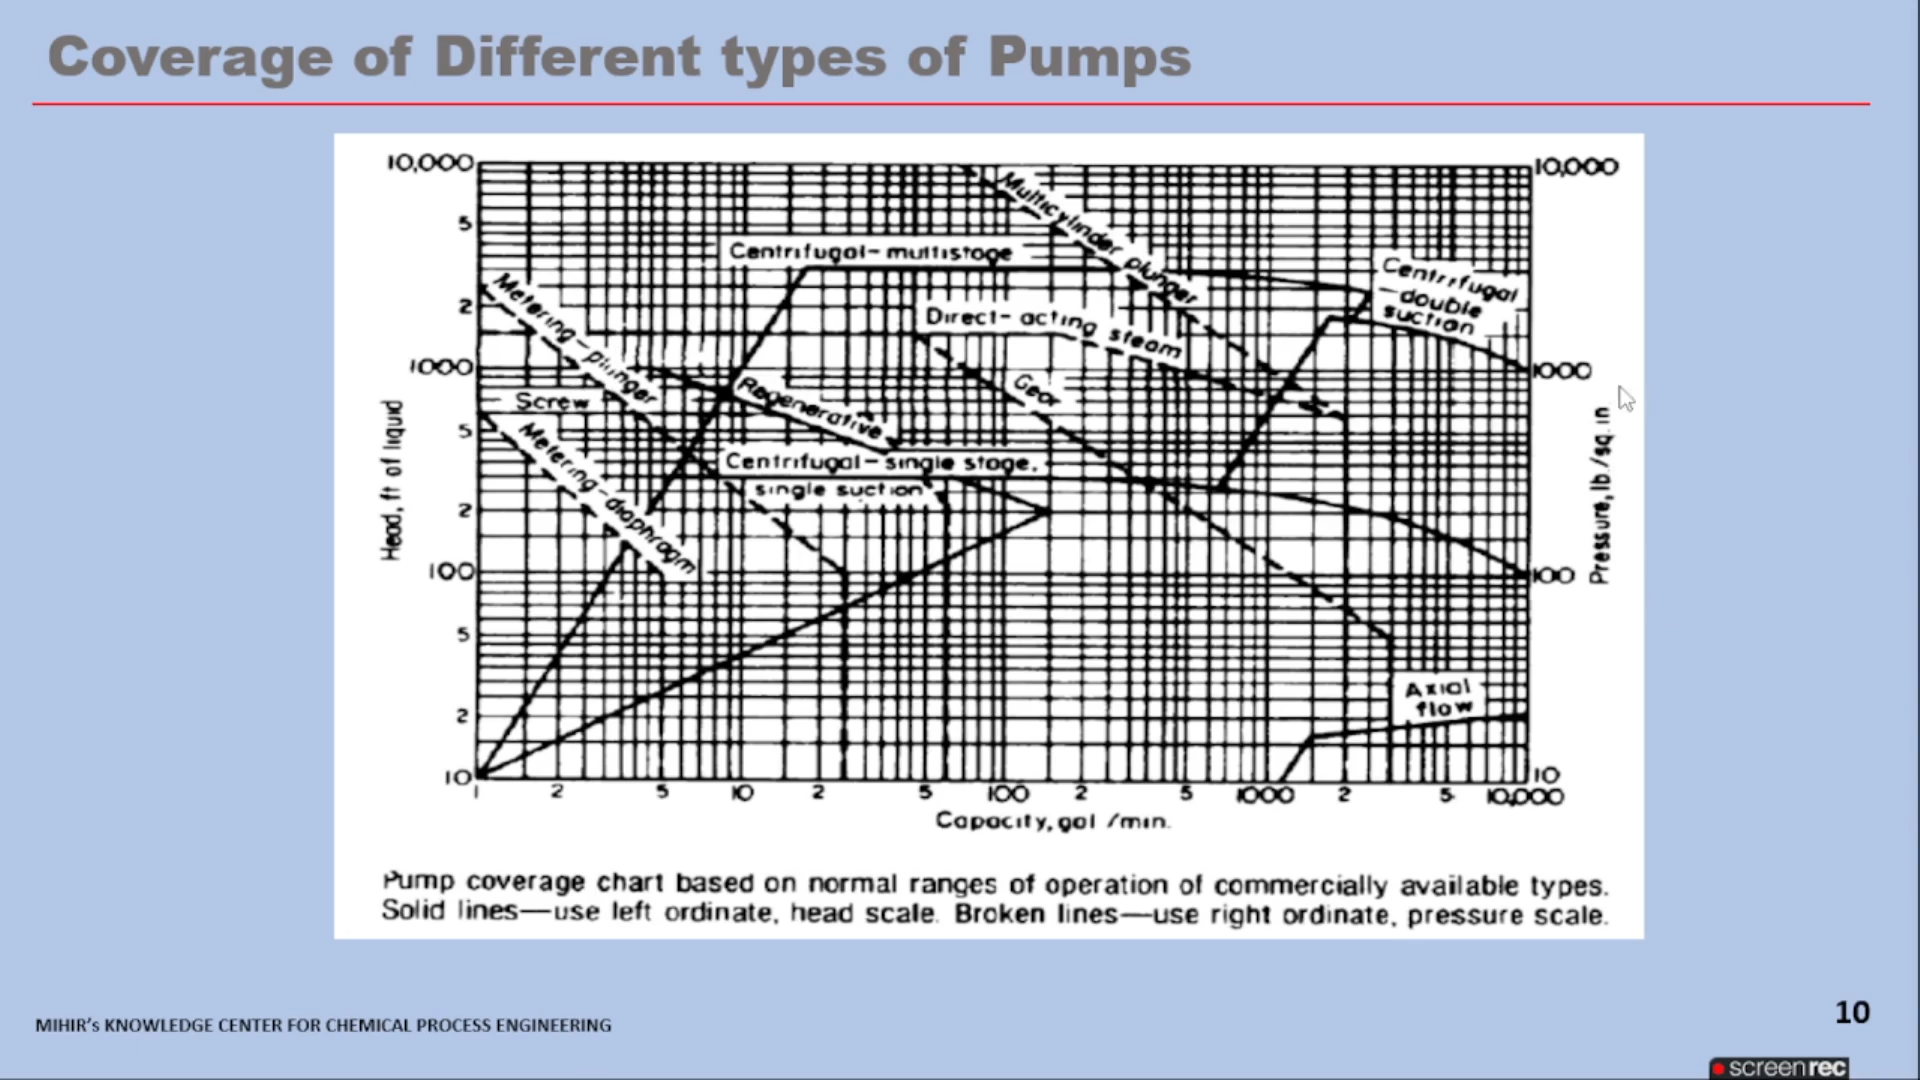 Coverage of Different types of Pumps
10,000
5
2
1000
5
2
100
5
2
10
Head, ft of liquid
Multicylinder plunger
Centrifugal-multistage
Centrifugal
-double
suction
Metering-plunger
Direct-acting steam
Gear
Regenerative
Screw
Metering-diaphragm
Centrifugal-single stage,
single suction
Axial
flow
10,000
1000
100
10
Pressure, lb /sq. in
1 2 5 10 2 5 100 2 5 1000 2 5 10,000
Capacity, gal /min.
Pump coverage chart based on normal ranges of operation of commercially available types.
Solid lines—use left ordinate, head scale. Broken lines—use right ordinate, pressure scale.
MIHIR's KNOWLEDGE CENTER FOR CHEMICAL PROCESS ENGINEERING
10
screenrec